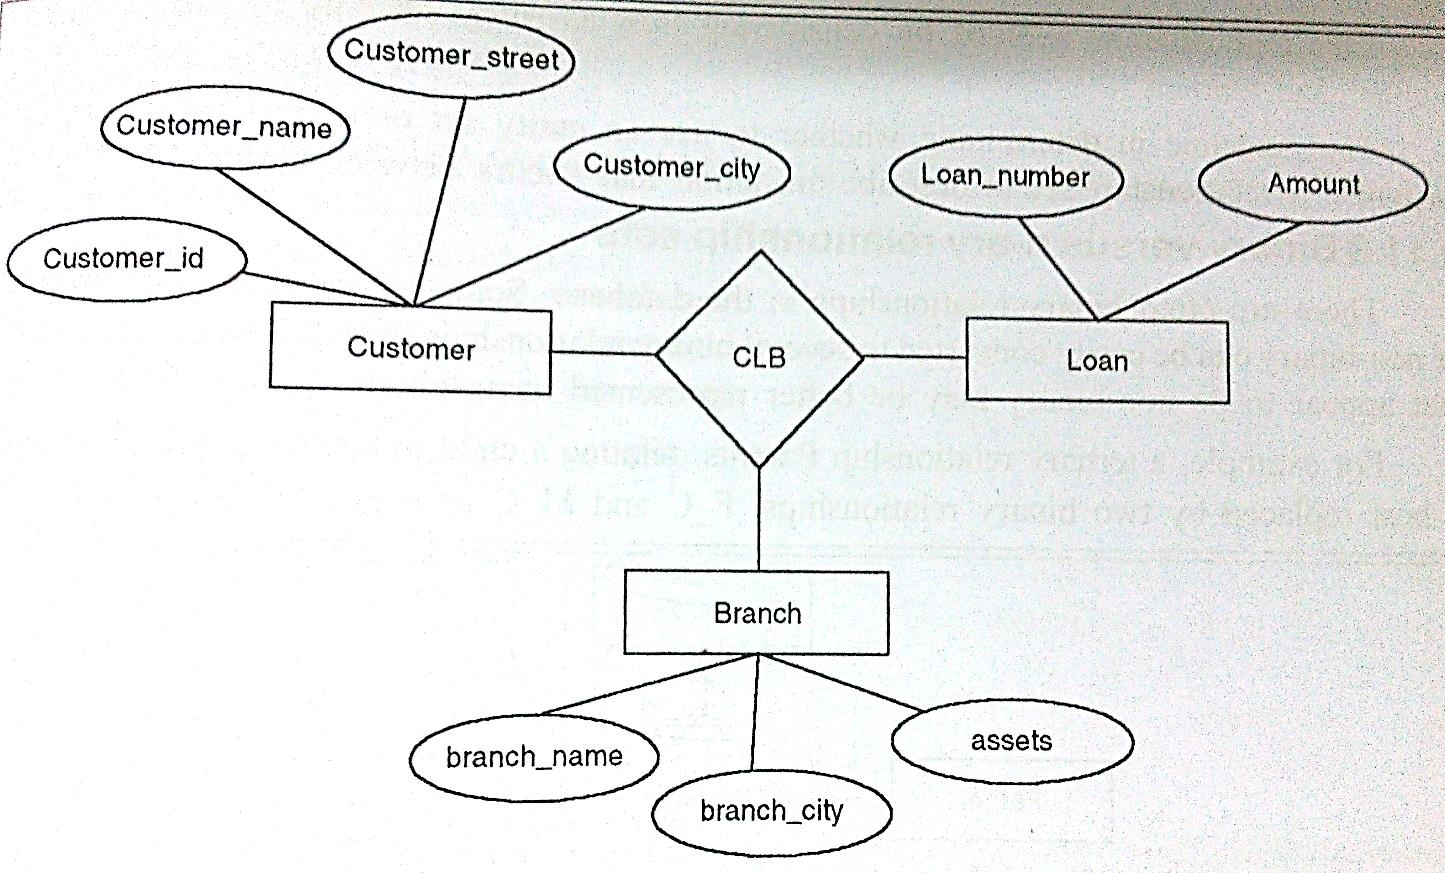 Customer_street
Customer_name
Customer_city
Loan_number
Amount
Customer_id
Customer
CLB
Loan
Branch
branch_name
assets
branch_city